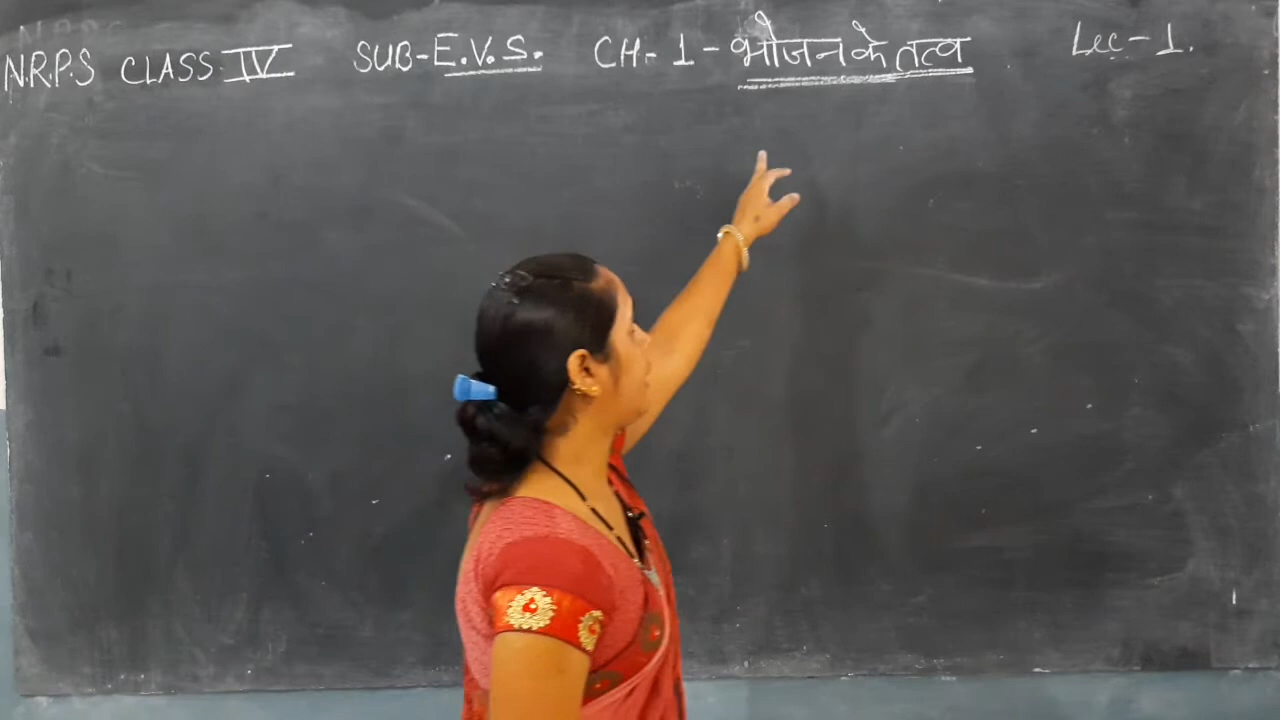 N.R.P.S CLASS IV SUB-E.V.S. CH-1-भोजन के तत्व Lec-1.